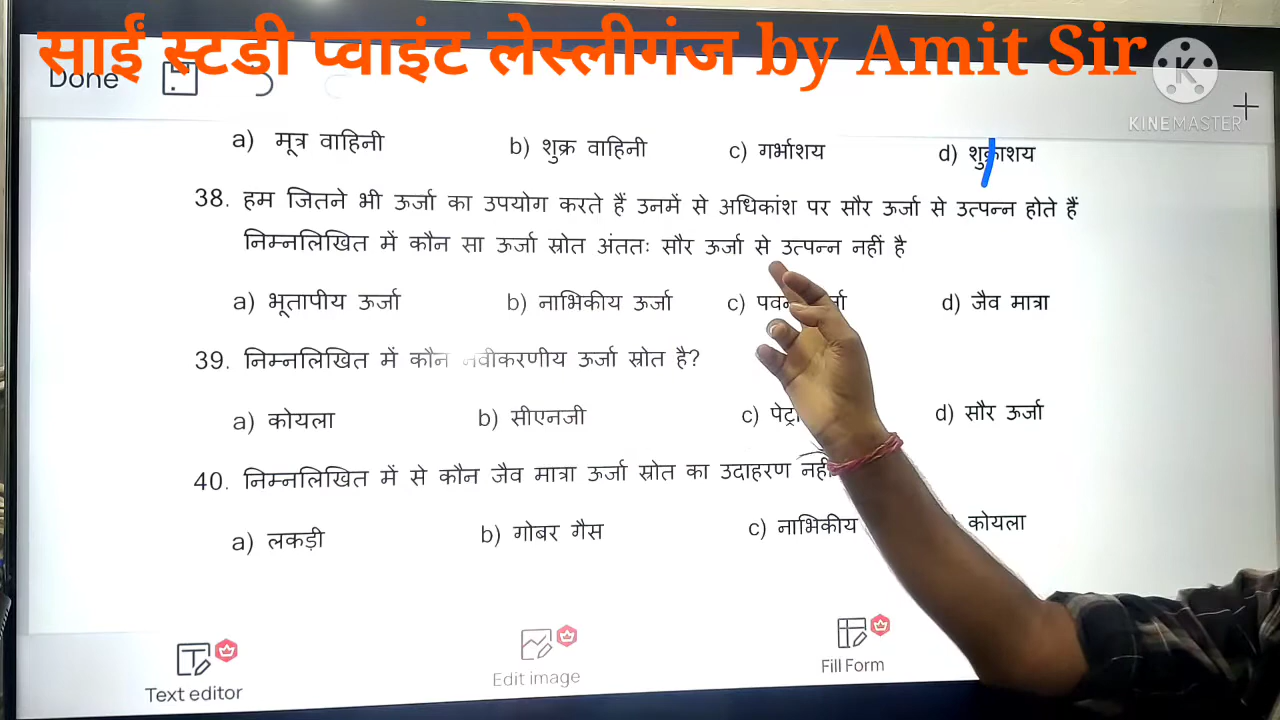 साईं स्टडी प्वाइंट लेस्लीगंज by Amit Sir
Done
KINEMASTER
a) मूत्र वाहिनी b) शुक्र वाहिनी c) गर्भाशय d) शुक्राशय
38. हम जितने भी ऊर्जा का उपयोग करते हैं उनमें से अधिकांश पर सौर ऊर्जा से उत्पन्न होते हैं
निम्नलिखित में कौन सा ऊर्जा स्रोत अंततः सौर ऊर्जा से उत्पन्न नहीं है
a) भूतापीय ऊर्जा b) नाभिकीय ऊर्जा c) d) जैव मात्रा
39. निम्नलिखित में कौन नवीकरणीय ऊर्जा स्रोत है?
a) कोयला b) सीएनजी c) d) सौर ऊर्जा
40. निम्नलिखित में से कौन जैव मात्रा ऊर्जा स्रोत का उदाहरण नहीं
a) लकड़ी b) गोबर गैस c) नाभिकीय कोयला
Text editor
Edit image
Fill Form